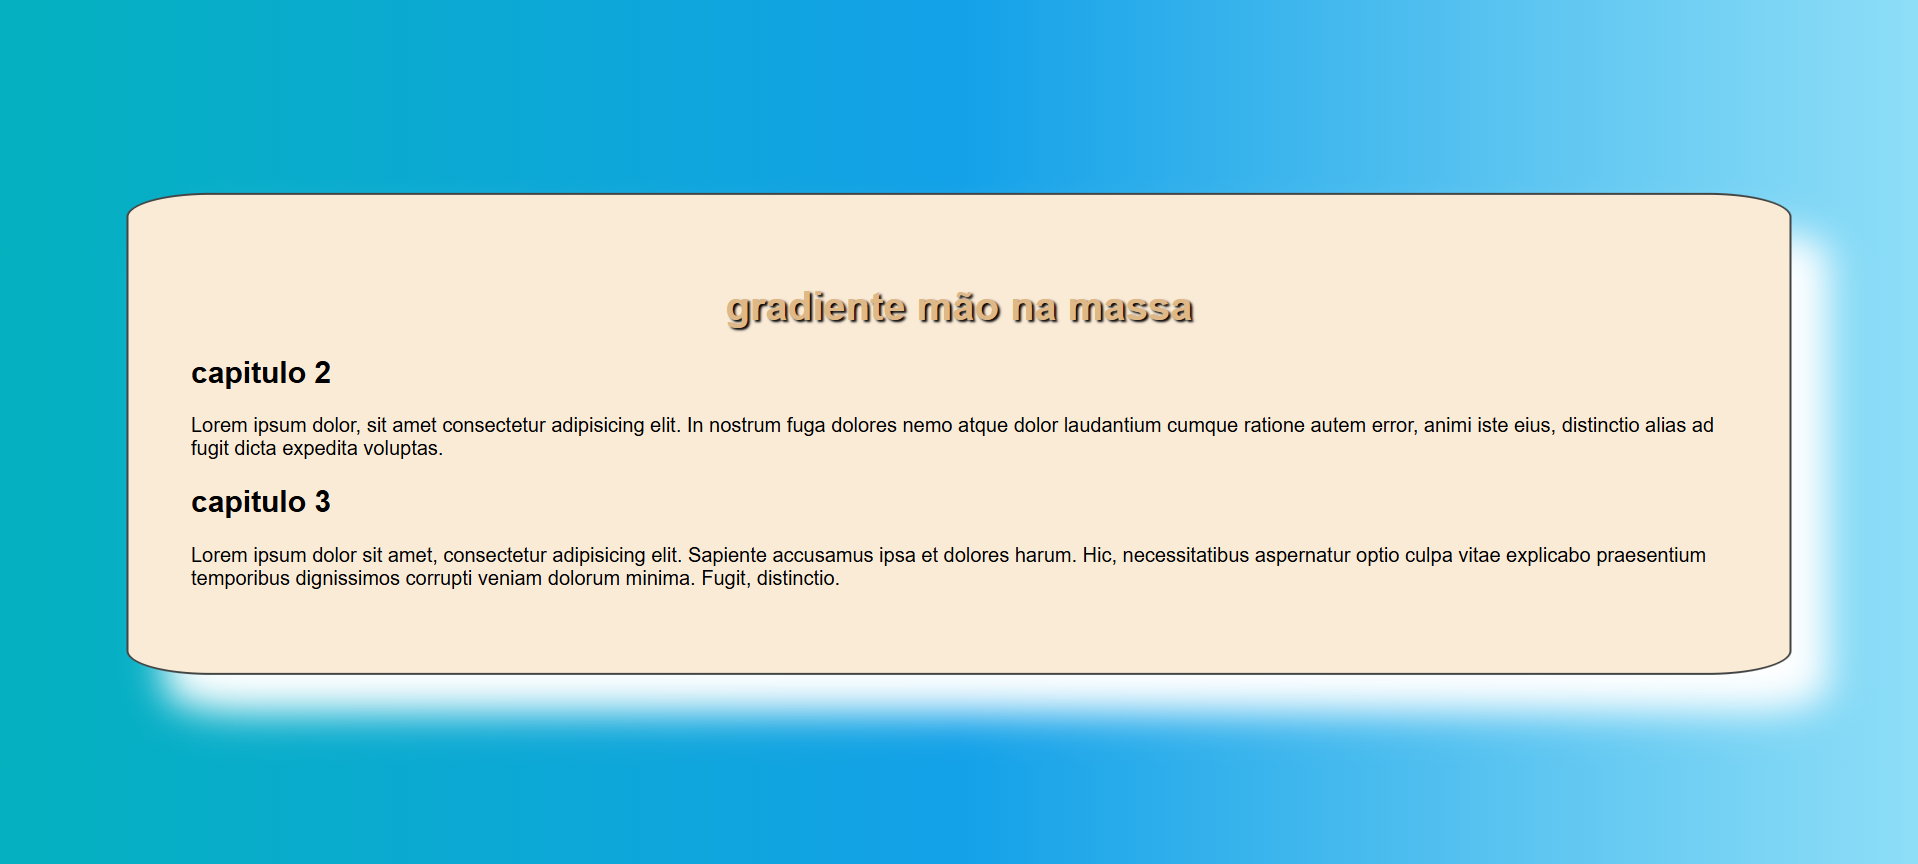 gradiente mão na massa
capitulo 2
Lorem ipsum dolor, sit amet consectetur adipisicing elit. In nostrum fuga dolores nemo atque dolor laudantium cumque ratione autem error, animi iste eius, distinctio alias ad
fugit dicta expedita voluptas.
capitulo 3
Lorem ipsum dolor sit amet, consectetur adipisicing elit. Sapiente accusamus ipsa et dolores harum. Hic, necessitatibus aspernatur optio culpa vitae explicabo praesentium
temporibus dignissimos corrupti veniam dolorum minima. Fugit, distinctio.